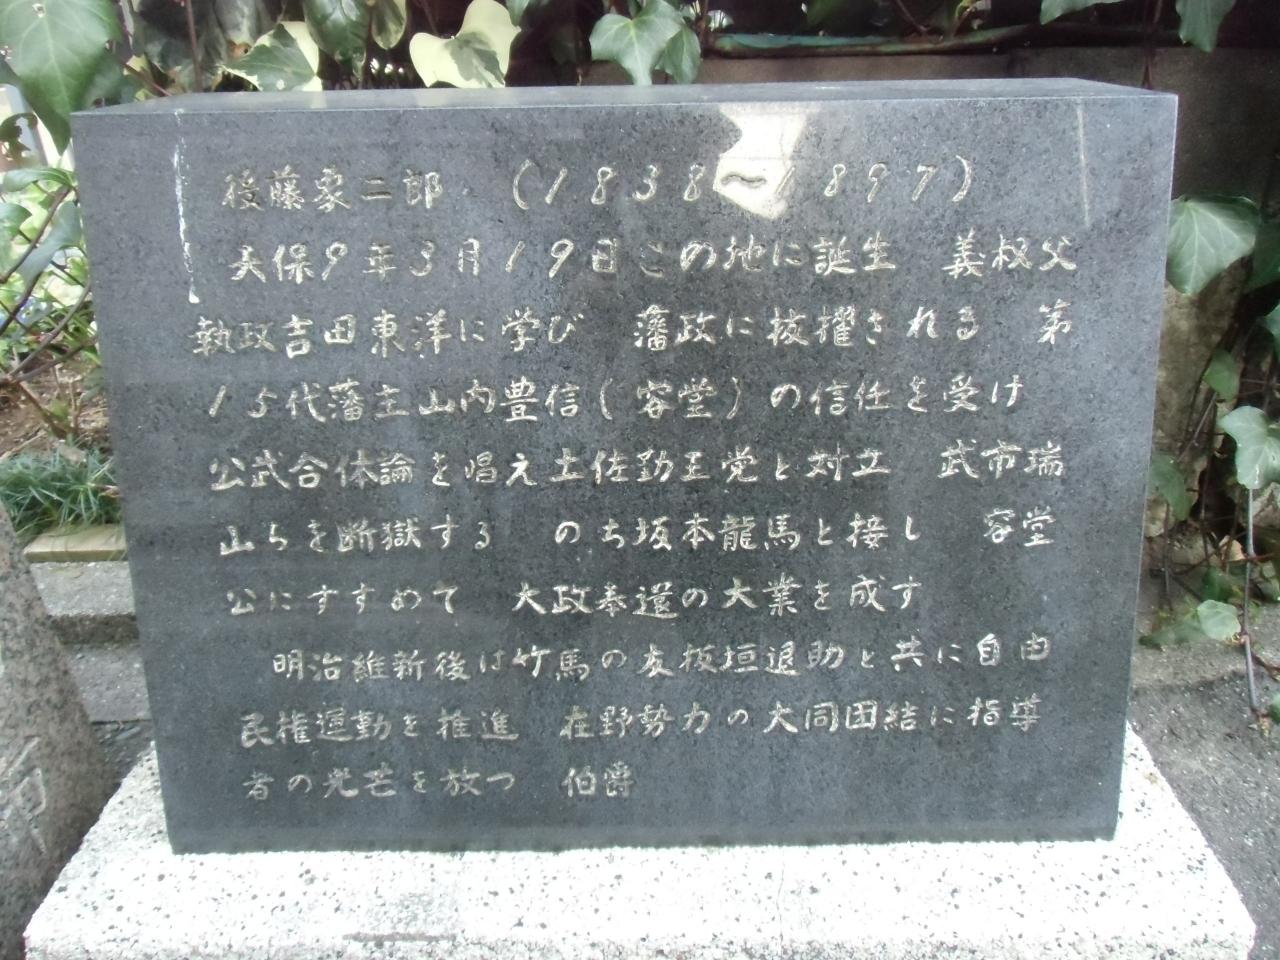 後藤象二郎 (1838〜1897)
天保9年3月19日この地に誕生 義叔父
執政吉田東洋に学び 藩政に抜擢される 第
15代藩主山内豊信(容堂)の信任を受け
公武合体論を唱え土佐勤王党と対立 武市瑞
山らを断獄する のち坂本龍馬と接し 容堂
公にすすめて 大政奉還の大業を成す
明治維新後は竹馬の友板垣退助と共に自由
民権運動を推進 在野勢力の大同団結に指導
者の光芒を放つ 伯爵